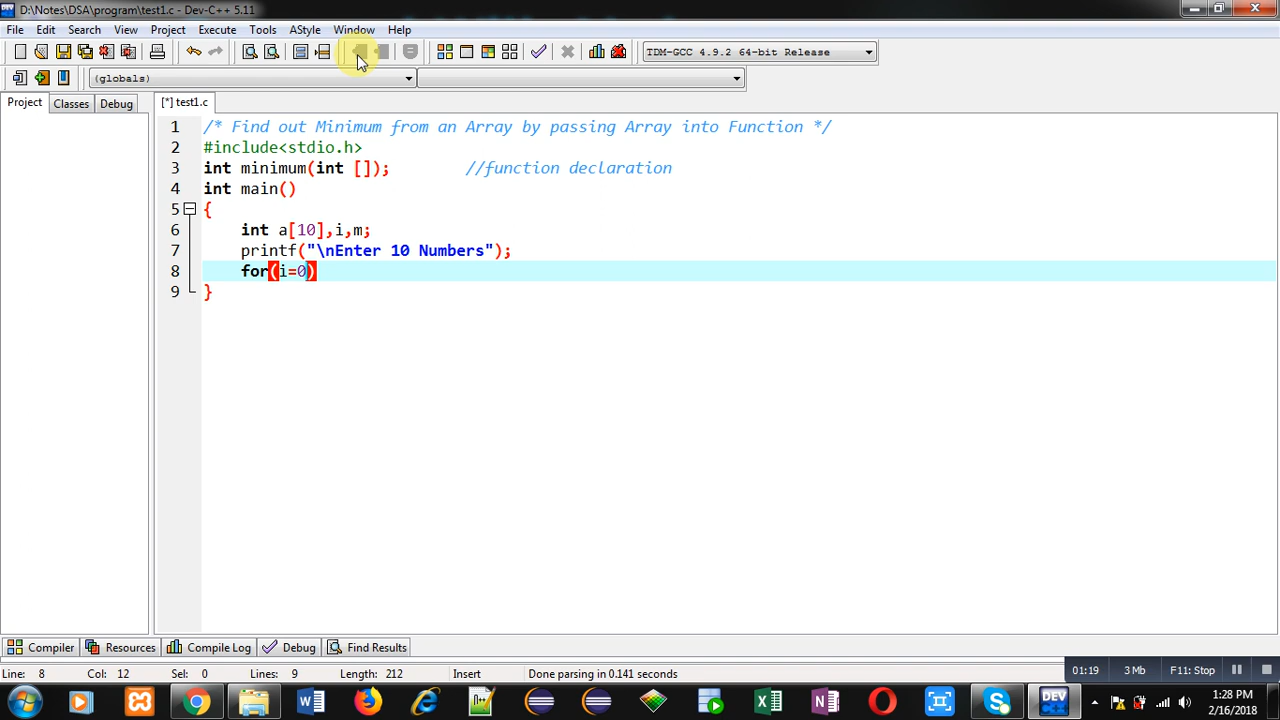 D:\Notes\DSA\program\test1.c - Dev-C++ 5.11
File Edit Search View Project Execute Tools AStyle Window Help
TDM-GCC 4.9.2 64-bit Release
(globals)
Project Classes Debug [*] test1.c
1 /* Find out Minimum from an Array by passing Array into Function */
2 #include<stdio.h>
3 int minimum(int []); //function declaration
4 int main()
5 {
6 int a[10],i,m;
7 printf("\nEnter 10 Numbers");
8 for(i=0)
9 }
Compiler Resources Compile Log Debug Find Results
Line: 8 Col: 12 Sel: 0 Lines: 9 Length: 212 Insert Done parsing in 0.141 seconds
01:19 3 Mb F11: Stop
DEV
1:28 PM
2/16/2018